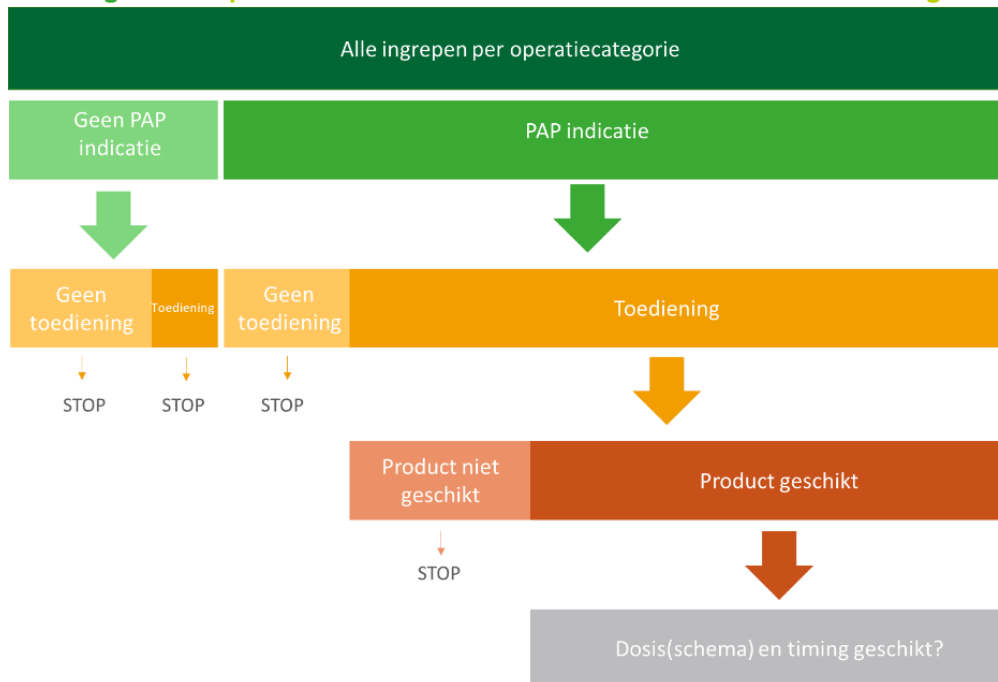 Alle ingrepen per operatiecategorie
Geen PAP
indicatie
PAP indicatie
Geen
toediening
Toediening
Geen
toediening
Toediening
STOP
STOP
STOP
Product niet
geschikt
Product geschikt
STOP
Dosis(schema) en timing geschikt?